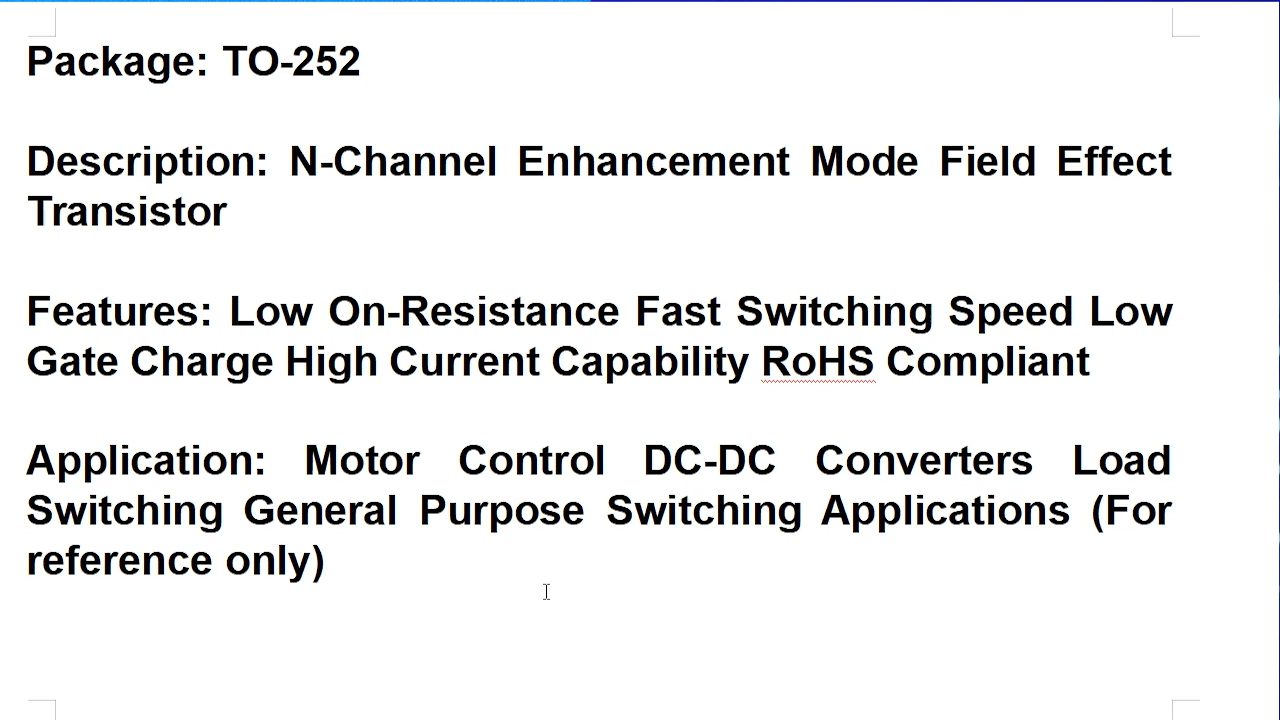 Package: TO-252
Description: N-Channel Enhancement Mode Field Effect
Transistor
Features: Low On-Resistance Fast Switching Speed Low
Gate Charge High Current Capability RoHS Compliant
Application: Motor Control DC-DC Converters Load
Switching General Purpose Switching Applications (For
reference only)